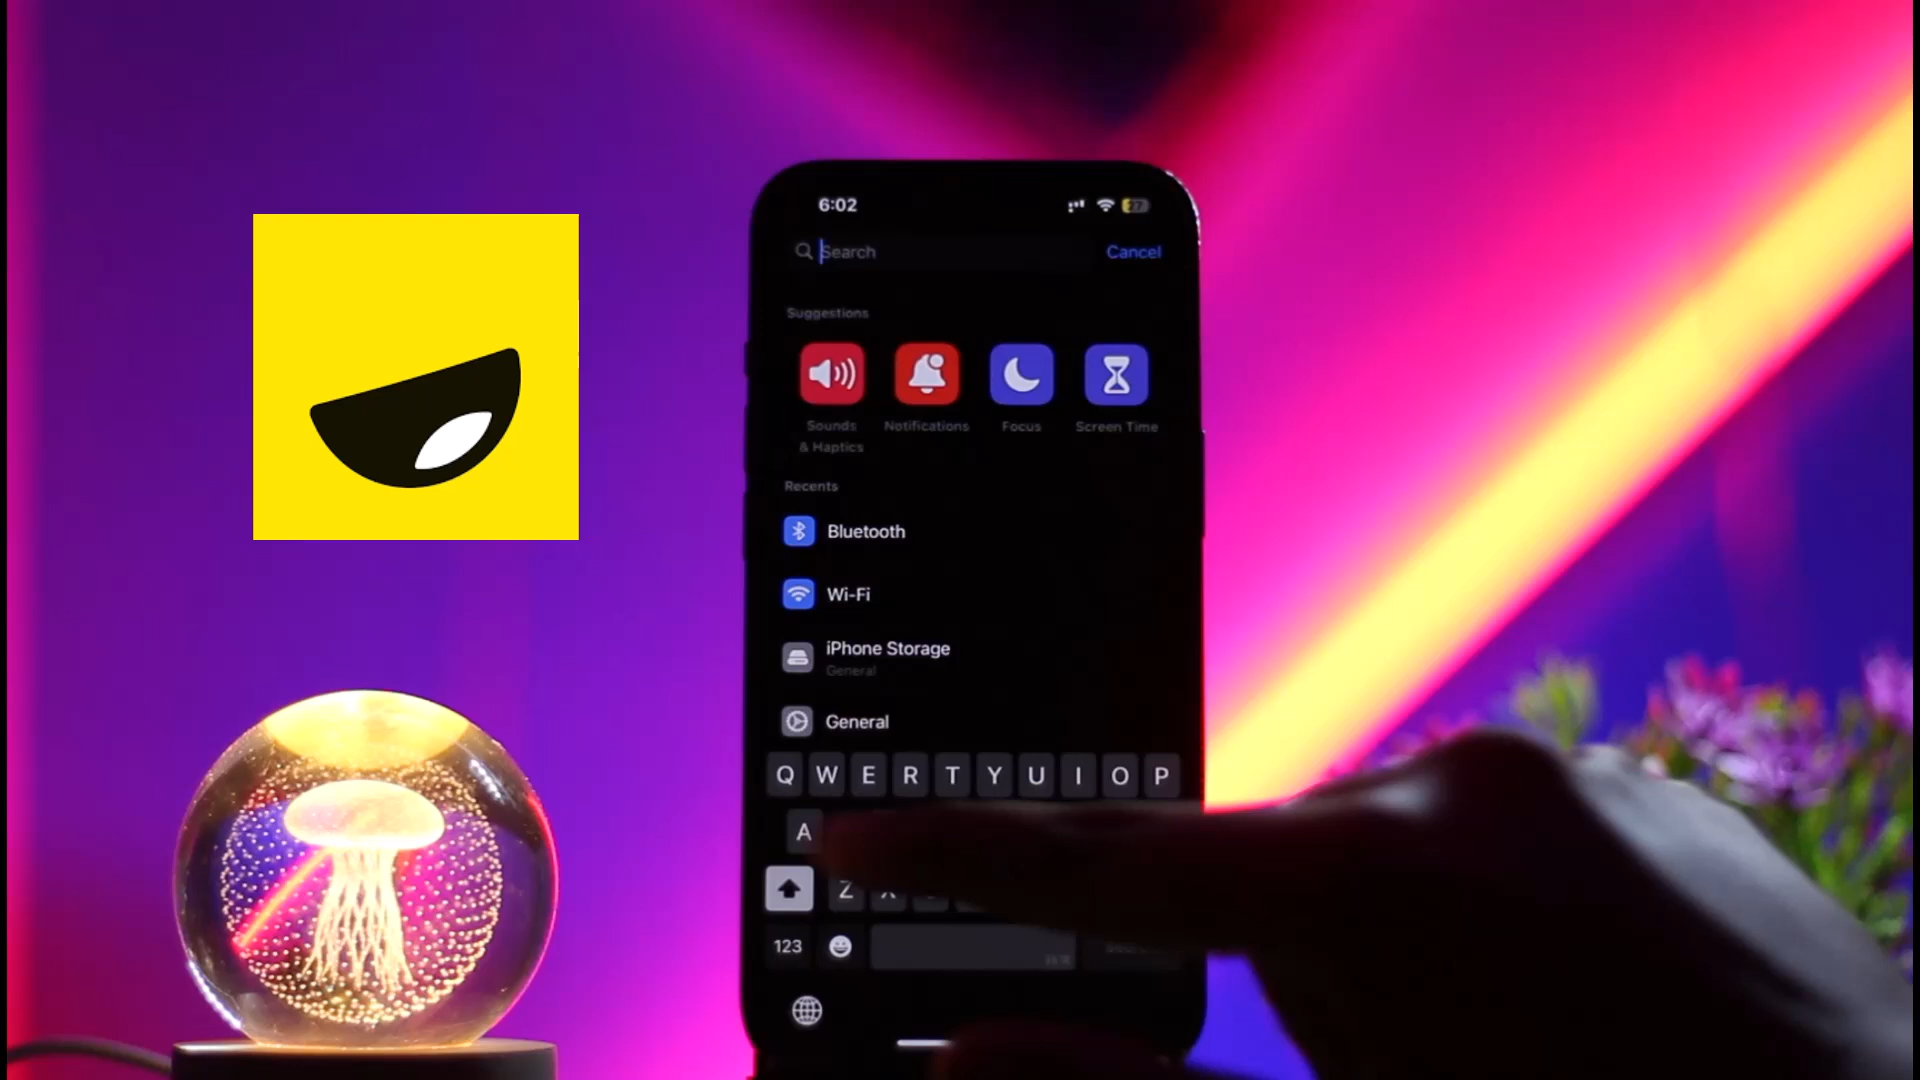 6:02
27
Search
Cancel
Suggestions
Sounds
& Haptics
Notifications
Focus
Screen Time
Recents
Bluetooth
Wi-Fi
iPhone Storage
General
General
Q W E R T Y U I O P
A
Z X
123